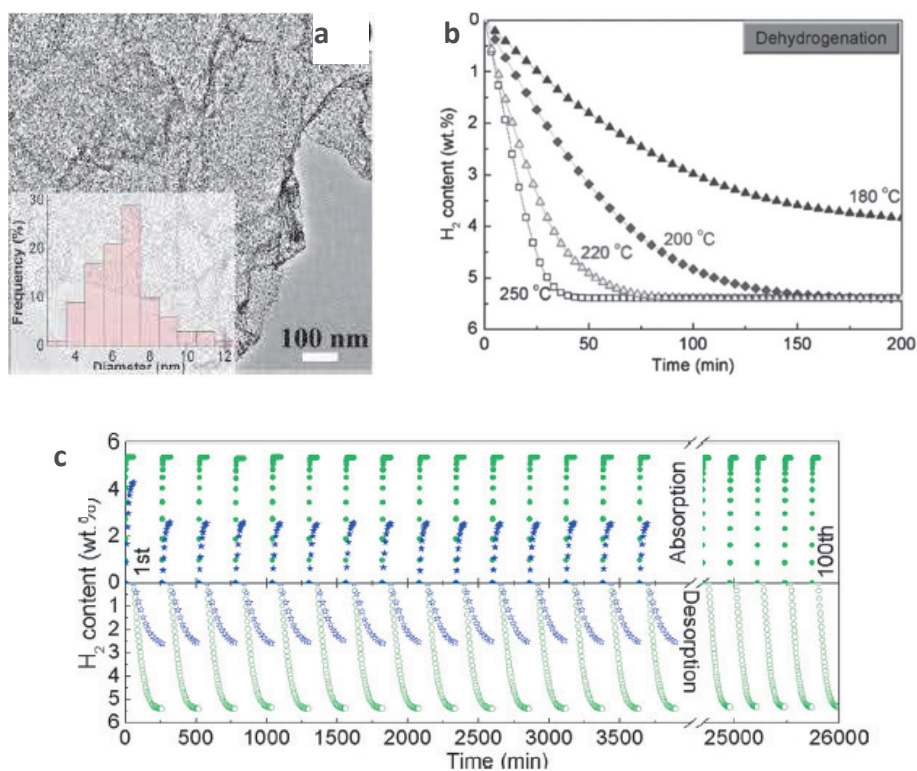 a
30
20
10
0
Frequency (%)
4 6 8 10 12
Diameter (nm)
100 nm
b
Dehydrogenation
0
1
2
3
4
5
6
H2 content (wt.%)
180 °C
200 °C
220 °C
250 °C
0 50 100 150 200
Time (min)
c
6
4
2
0
1
2
3
4
5
6
H2 content (wt.%)
1st
Absorption
Desorption
100th
0 500 1000 1500 2000 2500 3000 3500 25000 26000
Time (min)